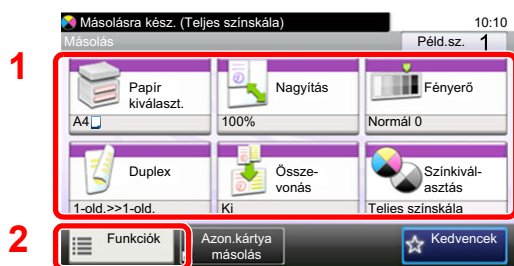 Másolásra kész. (Teljes színskála)
10:10
Másolás
Péld.sz. 1
1
Papír
kiválaszt.
A4
Nagyítás
100%
Fényerő
Normál 0
Duplex
1-old.>>1-old.
Össze-
vonás
Ki
Színkivál-
asztás
Teljes színskála
2
Funkciók
Azon.kártya
másolás
Kedvencek